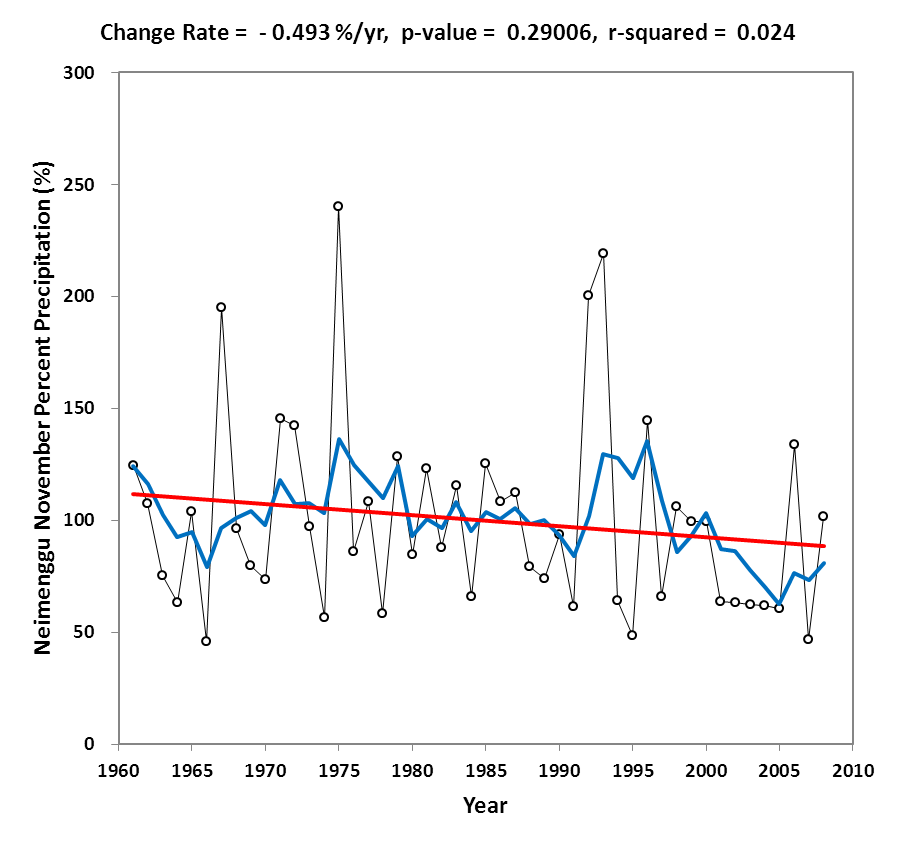 Change Rate = - 0.493 %/yr, p-value = 0.29006, r-squared = 0.024
300
250
200
150
100
50
0
Neimenggu November Percent Precipitation (%)
1960 1965 1970 1975 1980 1985 1990 1995 2000 2005 2010
Year